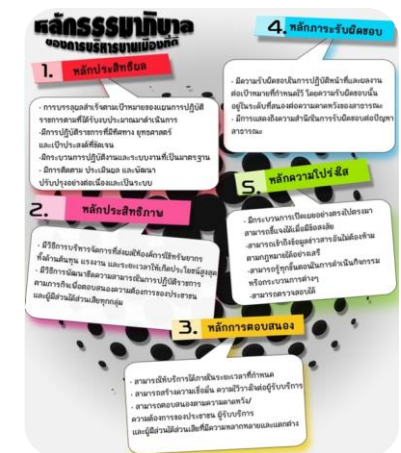 หลักธรรมาภิบาล
ของการบริหารบ้านเมืองที่ดี
1. หลักประสิทธิผล
- การบรรลุผลสำเร็จตามเป้าหมายของแผนการปฏิบัติ
ราชการตามที่ได้รับงบประมาณมาดำเนินการ
-มีการปฏิบัติราชการที่มีทิศทาง ยุทธศาสตร์
และเป้าประสงค์ที่ชัดเจน
-มีกระบวนการปฏิบัติงานและระบบงานที่เป็นมาตรฐาน
- มีการติดตาม ประเมินผล และพัฒนา
ปรับปรุงอย่างต่อเนื่องและเป็นระบบ
2. หลักประสิทธิภาพ
- มีวิธีการบริหารจัดการที่ส่งผลให้องค์การใช้ทรัพยากร
ทั้งด้านต้นทุน แรงงาน และระยะเวลาให้เกิดประโยชน์สูงสุด
- มีวิธีการพัฒนาขีดความสามารถในการปฏิบัติราชการ
ตามภารกิจเพื่อตอบสนองความต้องการของประชาชน
และผู้มีส่วนได้ส่วนเสียทุกกลุ่ม
3. หลักการตอบสนอง
- สามารถให้บริการได้ภายในระยะเวลาที่กำหนด
- สามารถสร้างความเชื่อมั่น ความไว้วางใจต่อผู้รับบริการ
- สามารถตอบสนองตามความคาดหวัง/
ความต้องการของประชาชน ผู้รับบริการ
และผู้มีส่วนได้ส่วนเสียที่มีความหลากหลายและแตกต่าง
4. หลักภาระรับผิดชอบ
- มีความรับผิดชอบในการปฏิบัติหน้าที่และผลงาน
ต่อเป้าหมายที่กำหนดไว้ โดยความรับผิดชอบนั้น
อยู่ในระดับที่สนองต่อความคาดหวังของสาธารณะ
- มีการแสดงถึงความสำนึกในการรับผิดชอบต่อปัญหา
สาธารณะ
5. หลักความโปร่งใส
- มีกระบวนการเปิดเผยอย่างตรงไปตรงมา
สามารถชี้แจงได้เมื่อมีข้อสงสัย
-สามารถเข้าถึงข้อมูลข่าวสารอันไม่ต้องห้าม
ตามกฎหมายได้อย่างเสรี
- สามารถรู้ทุกขั้นตอนในการดำเนินกิจกรรม
หรือกระบวนการต่างๆ
-สามารถตรวจสอบได้